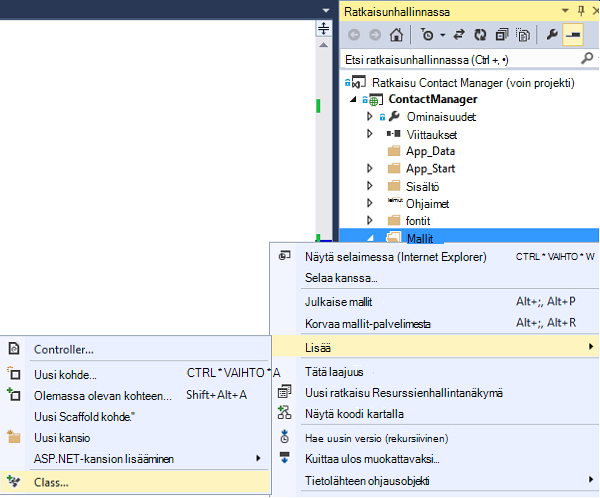 Ratkaisunhallinnassa
Etsi ratkaisunhallinnassa (Ctrl +, •)
Ratkaisu Contact Manager (voin projekti)
ContactManager
Ominaisuudet
Viittaukset
App_Data
App_Start
Sisältö
Ohjaimet
fontit
Mallit
Näytä selaimessa (Internet Explorer) CTRL * VAIHTO * W
Selaa kanssa...
Julkaise mallit Alt+;, Alt+P
Korvaa mallit-palvelimesta Alt+;, Alt+R
Lisää
Tätä laajuus
Uusi ratkaisu Resurssienhallintanäkymä
Näytä koodi kartalla
Hae uusin versio (rekursiivinen)
Kuittaa ulos muokattavaksi...
Tietolähteen ohjausobjekti
Controller...
Uusi kohde... CTRL * VAIHTO * A
Olemassa olevan kohteen... Shift+Alt+A
Uusi Scaffold kohde."
Uusi kansio
ASP.NET-kansion lisääminen
Class...